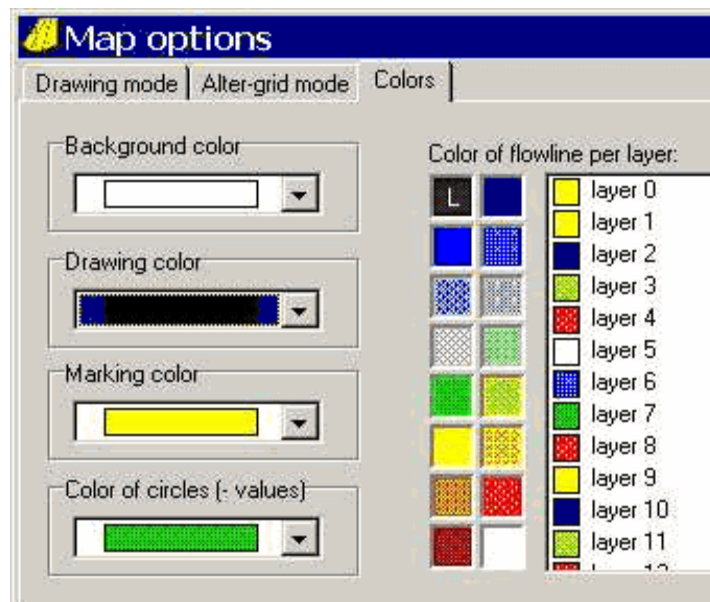 Map options
Drawing mode
Alter-grid mode
Colors
Background color
Drawing color
Marking color
Color of circles (- values)
Color of flowline per layer:
L
layer 0
layer 1
layer 2
layer 3
layer 4
layer 5
layer 6
layer 7
layer 8
layer 9
layer 10
layer 11